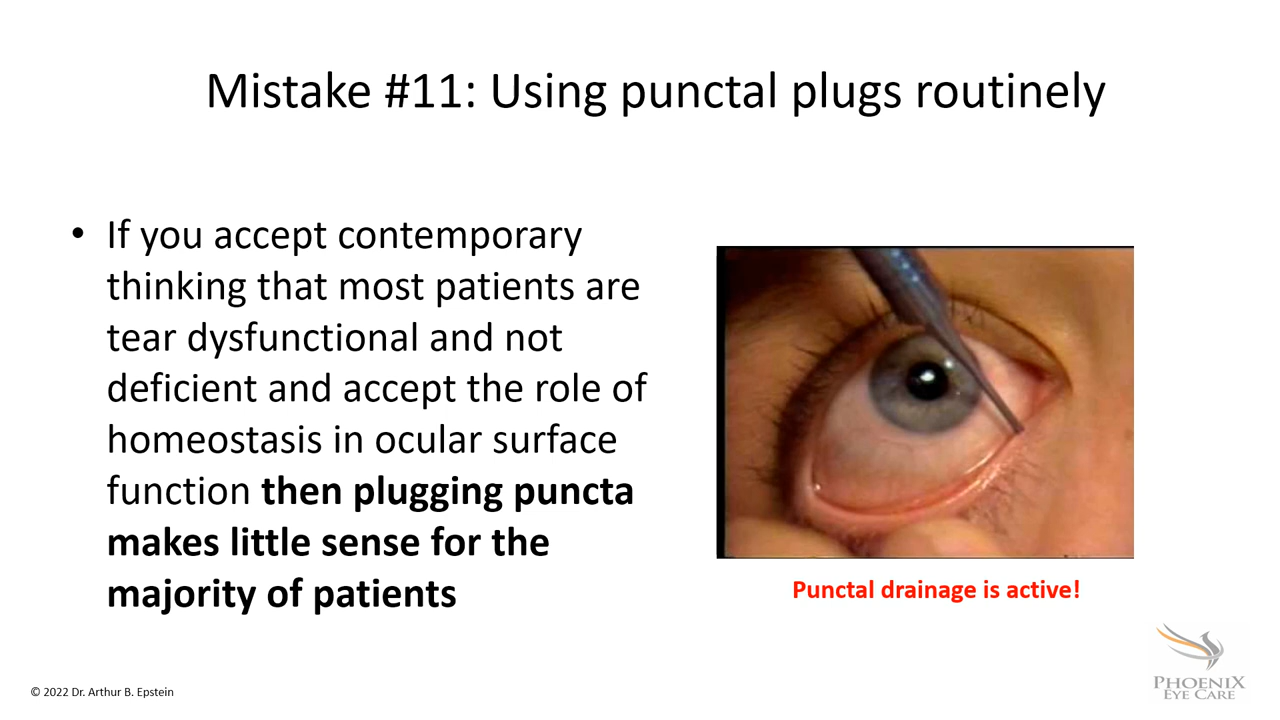 Mistake #11: Using punctal plugs routinely
• If you accept contemporary
thinking that most patients are
tear dysfunctional and not
deficient and accept the role of
homeostasis in ocular surface
function then plugging puncta
makes little sense for the
majority of patients
Punctal drainage is active!
© 2022 Dr. Arthur B. Epstein
PHOENIX
EYE CARE